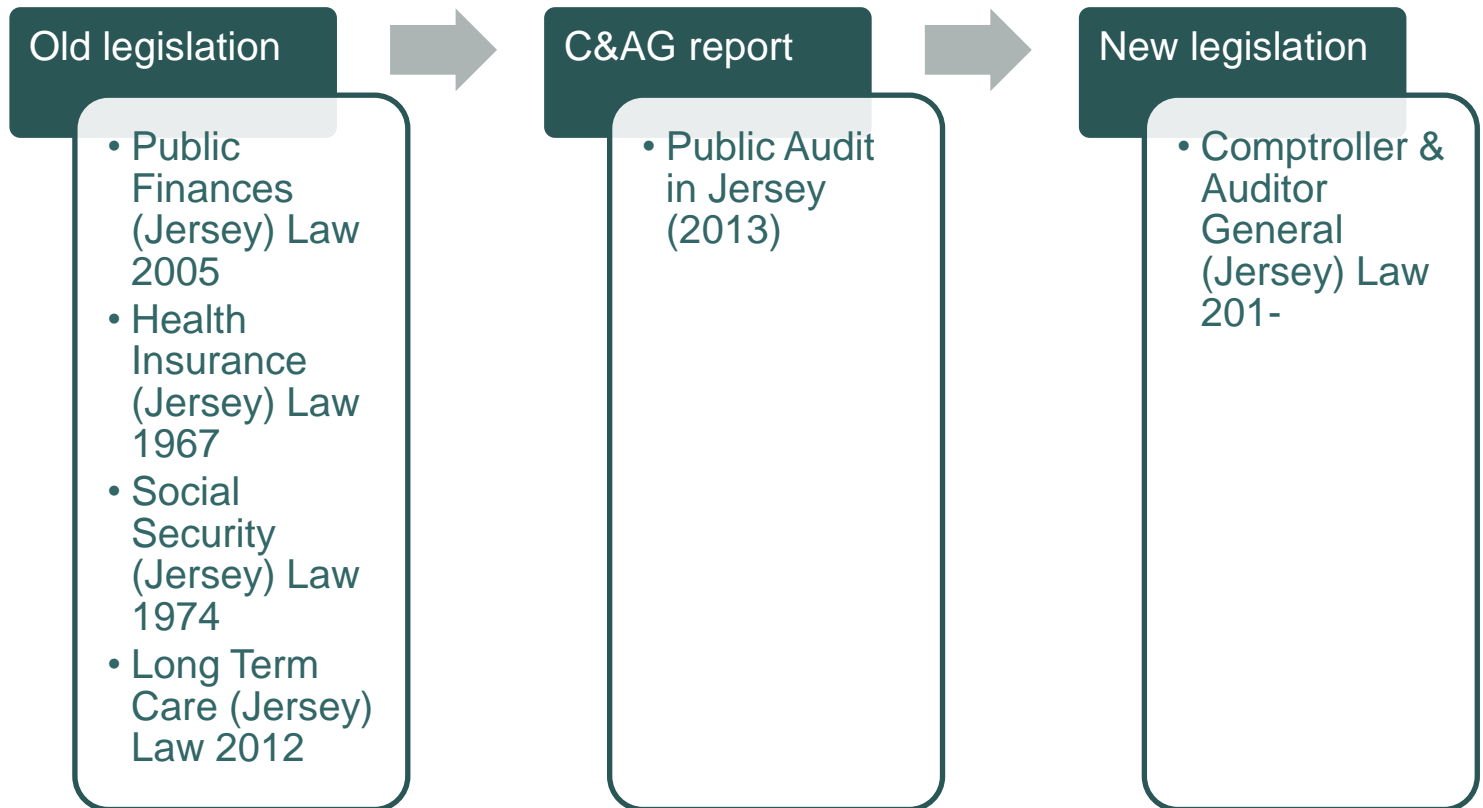 Old legislation
• Public
Finances
(Jersey) Law
2005
• Health
Insurance
(Jersey) Law
1967
• Social
Security
(Jersey) Law
1974
• Long Term
Care (Jersey)
Law 2012
C&AG report
• Public Audit
in Jersey
(2013)
New legislation
• Comptroller &
Auditor
General
(Jersey) Law
201-